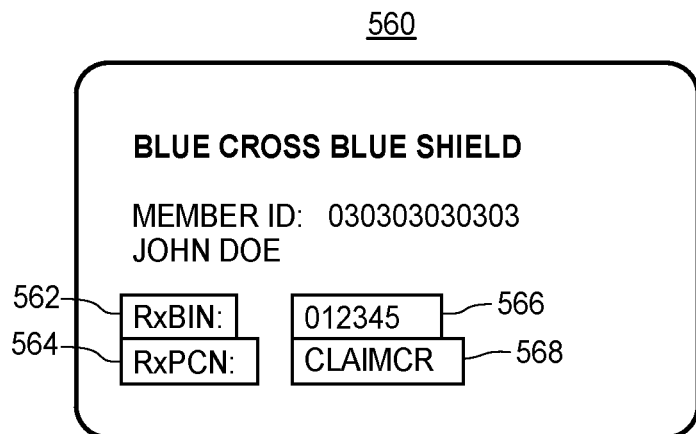 560
BLUE CROSS BLUE SHIELD
MEMBER ID: 030303030303
JOHN DOE
562 RxBIN: 012345 566
564 RxPCN: CLAIMCR 568